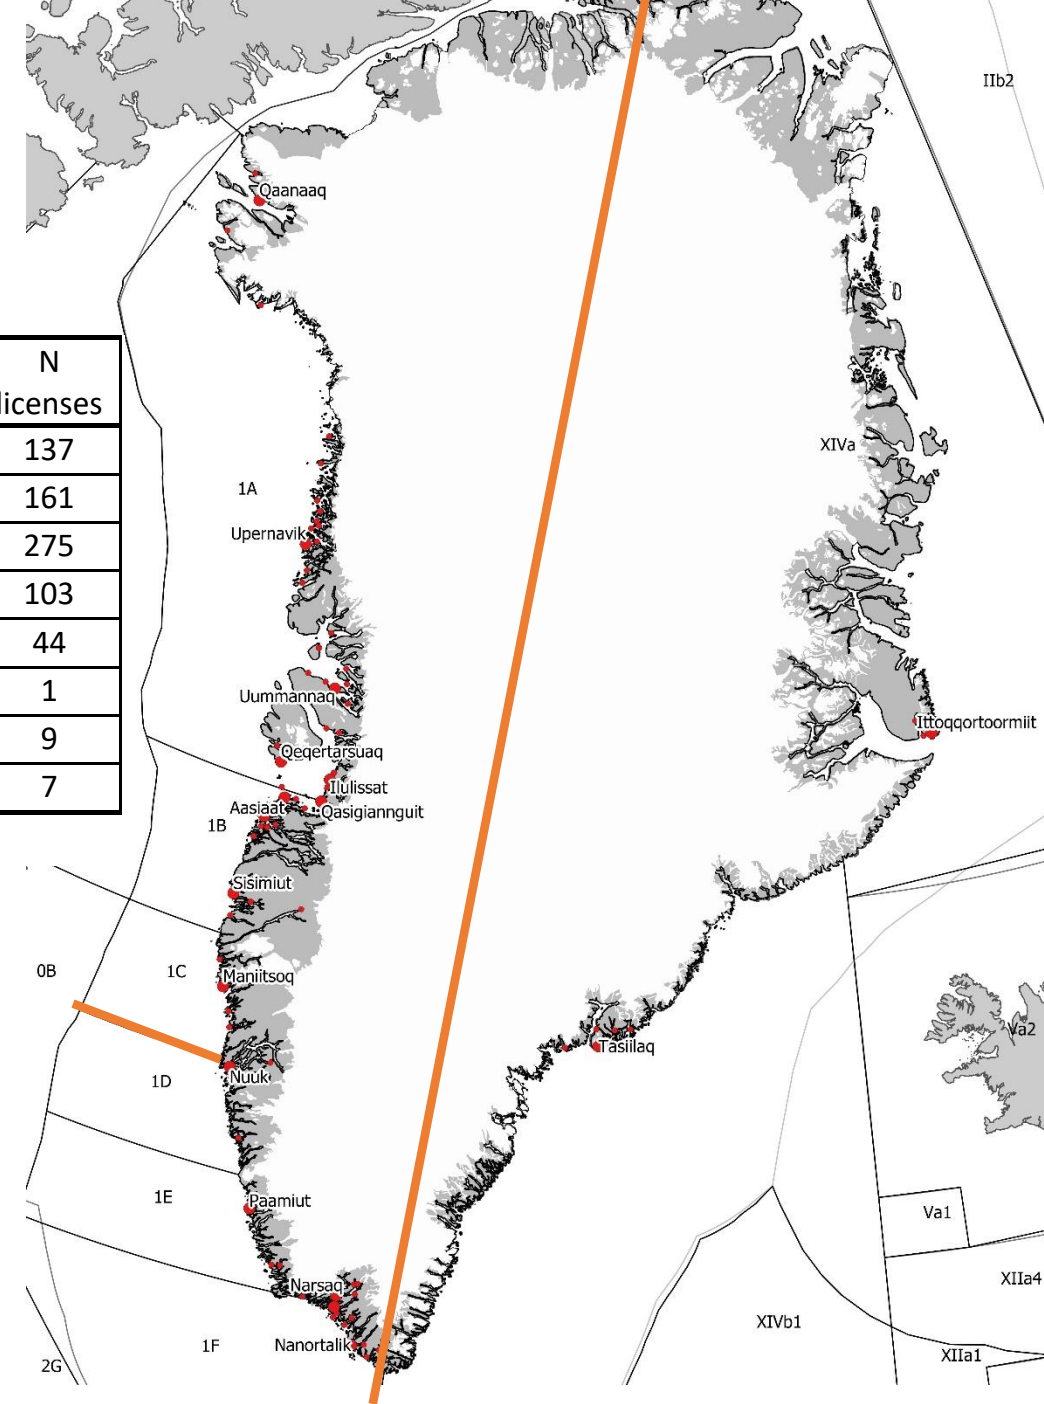 IIb2
Qaanaaq
N
licenses
137
161
275
103
44
1
9
7
XIVa
1A
Upernavik
Uummannaq
Ittoqqortoormiit
Qeqertarsuaq
Ilulissat
Aasiaat
Qasigiannguit
1B
Sisimiut
0B
1C
Maniitsoq
Va2
Tasiilaq
1D
Nuuk
1E
Paamiut
Va1
XIIa4
Narsaq
XIVb1
1F
Nanortalik
XIIa1
2G